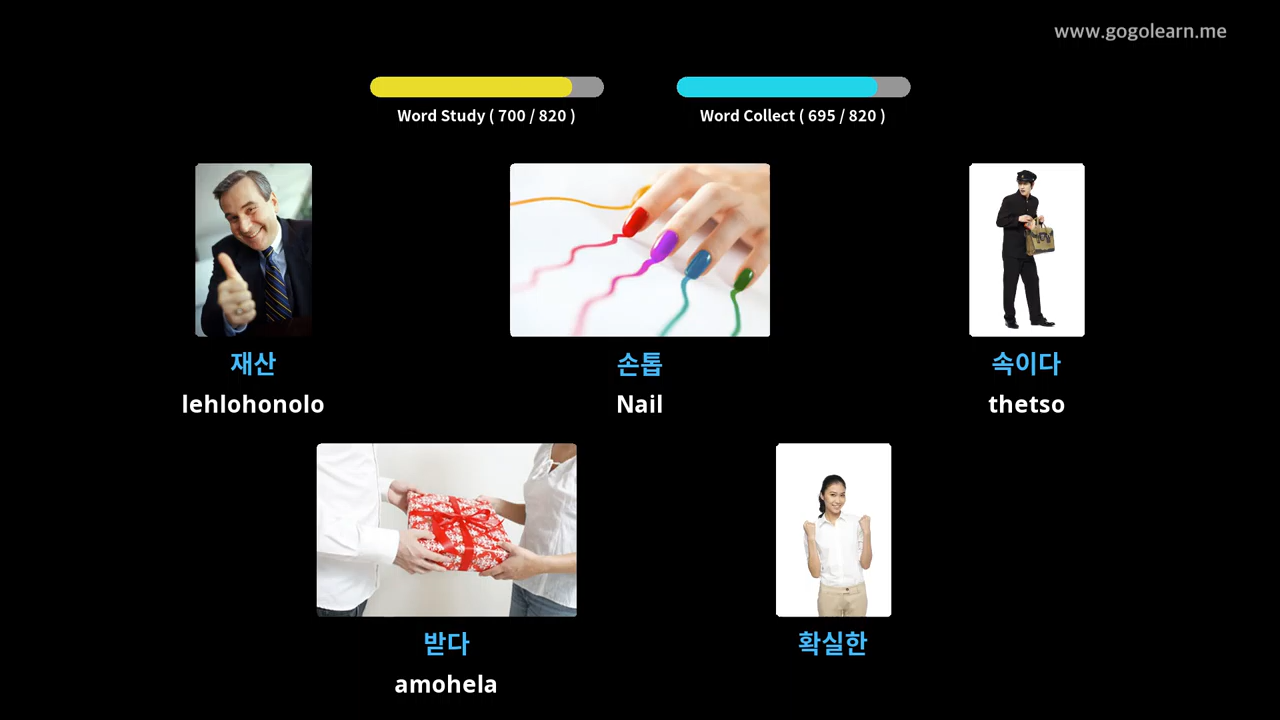 www.gogolearn.me
Word Study ( 700 / 820 )
Word Collect ( 695 / 820 )
재산
lehlohonolo
손톱
Nail
속이다
thetso
받다
amohela
확실한